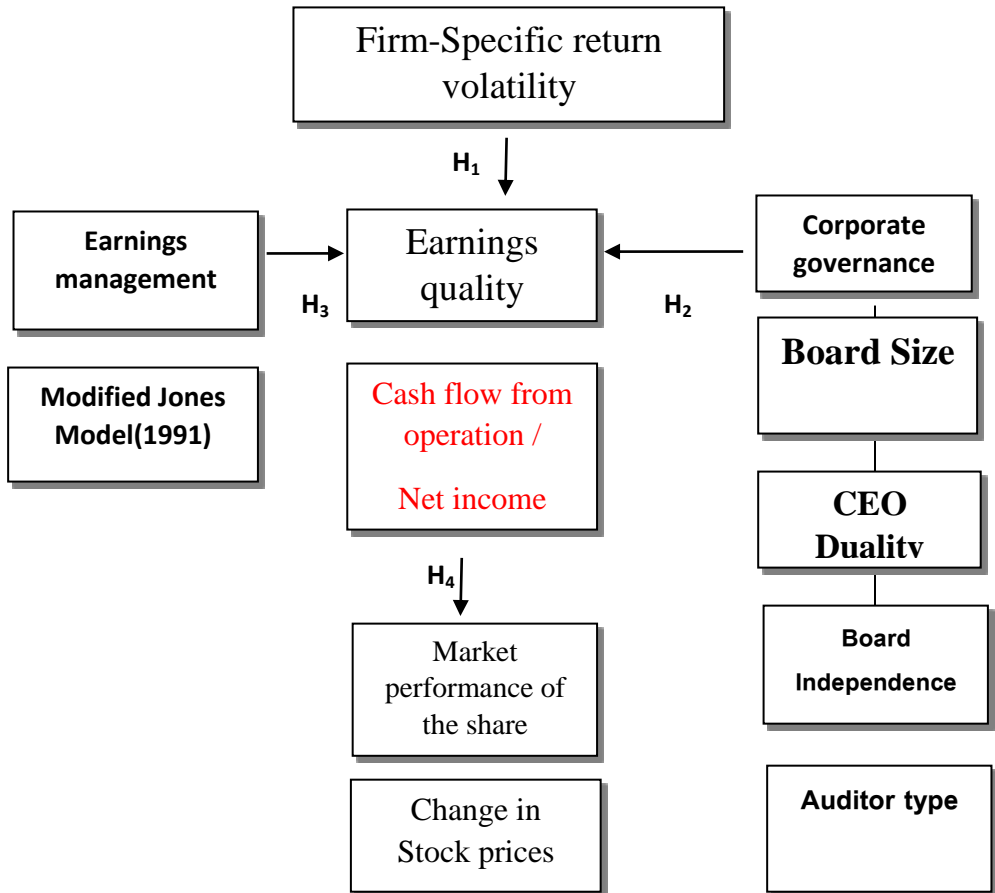 Firm-Specific return
volatility
H₁
Earnings
management
Earnings
quality
Corporate
governance
H₃
H₂
Modified Jones
Model(1991)
Cash flow from
operation /
Net income
Board Size
CEO
Duality
H₄
Market
performance of
the share
Board
Independence
Change in
Stock prices
Auditor type